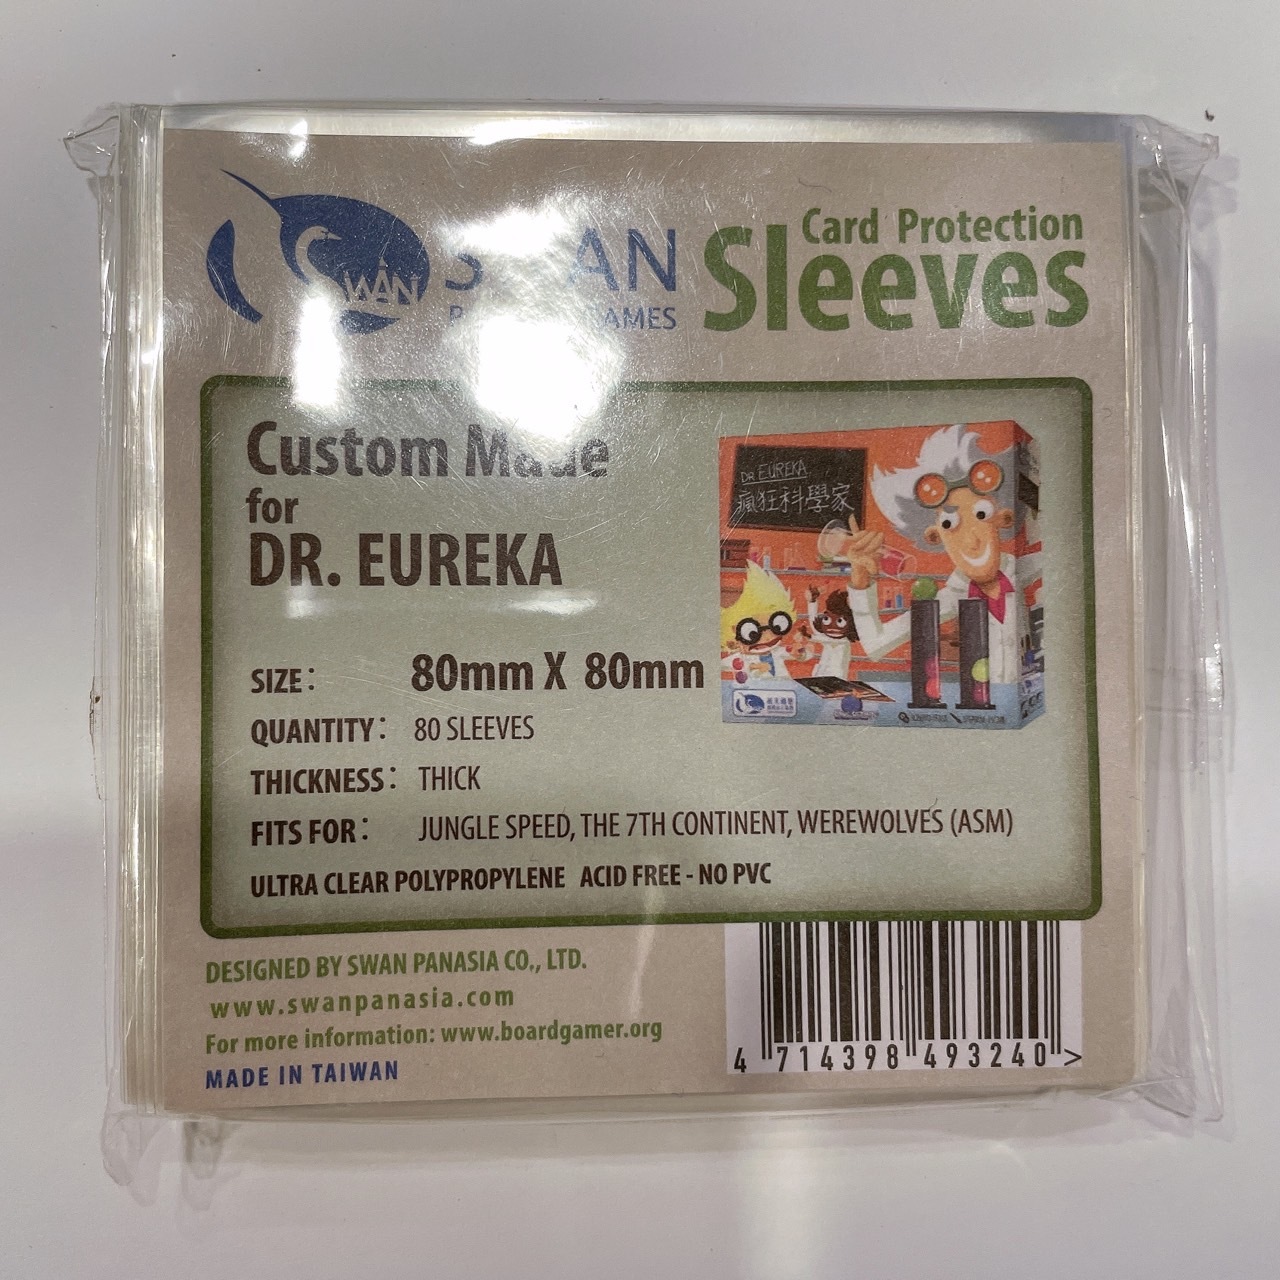 SWAN
AN
AMES
Card Protection
Sleeves
Custom Made
for
DR. EUREKA
DR EUREKA
瘋狂科學家
SIZE: 80mm X 80mm
QUANTITY: 80 SLEEVES
THICKNESS: THICK
FITS FOR: JUNGLE SPEED, THE 7TH CONTINENT, WEREWOLVES (ASM)
ULTRA CLEAR POLYPROPYLENE ACID FREE - NO PVC
DESIGNED BY SWAN PANASIA CO., LTD.
www.swanpanasia.com
For more information: www.boardgamer.org
MADE IN TAIWAN
4 714398 493240 >